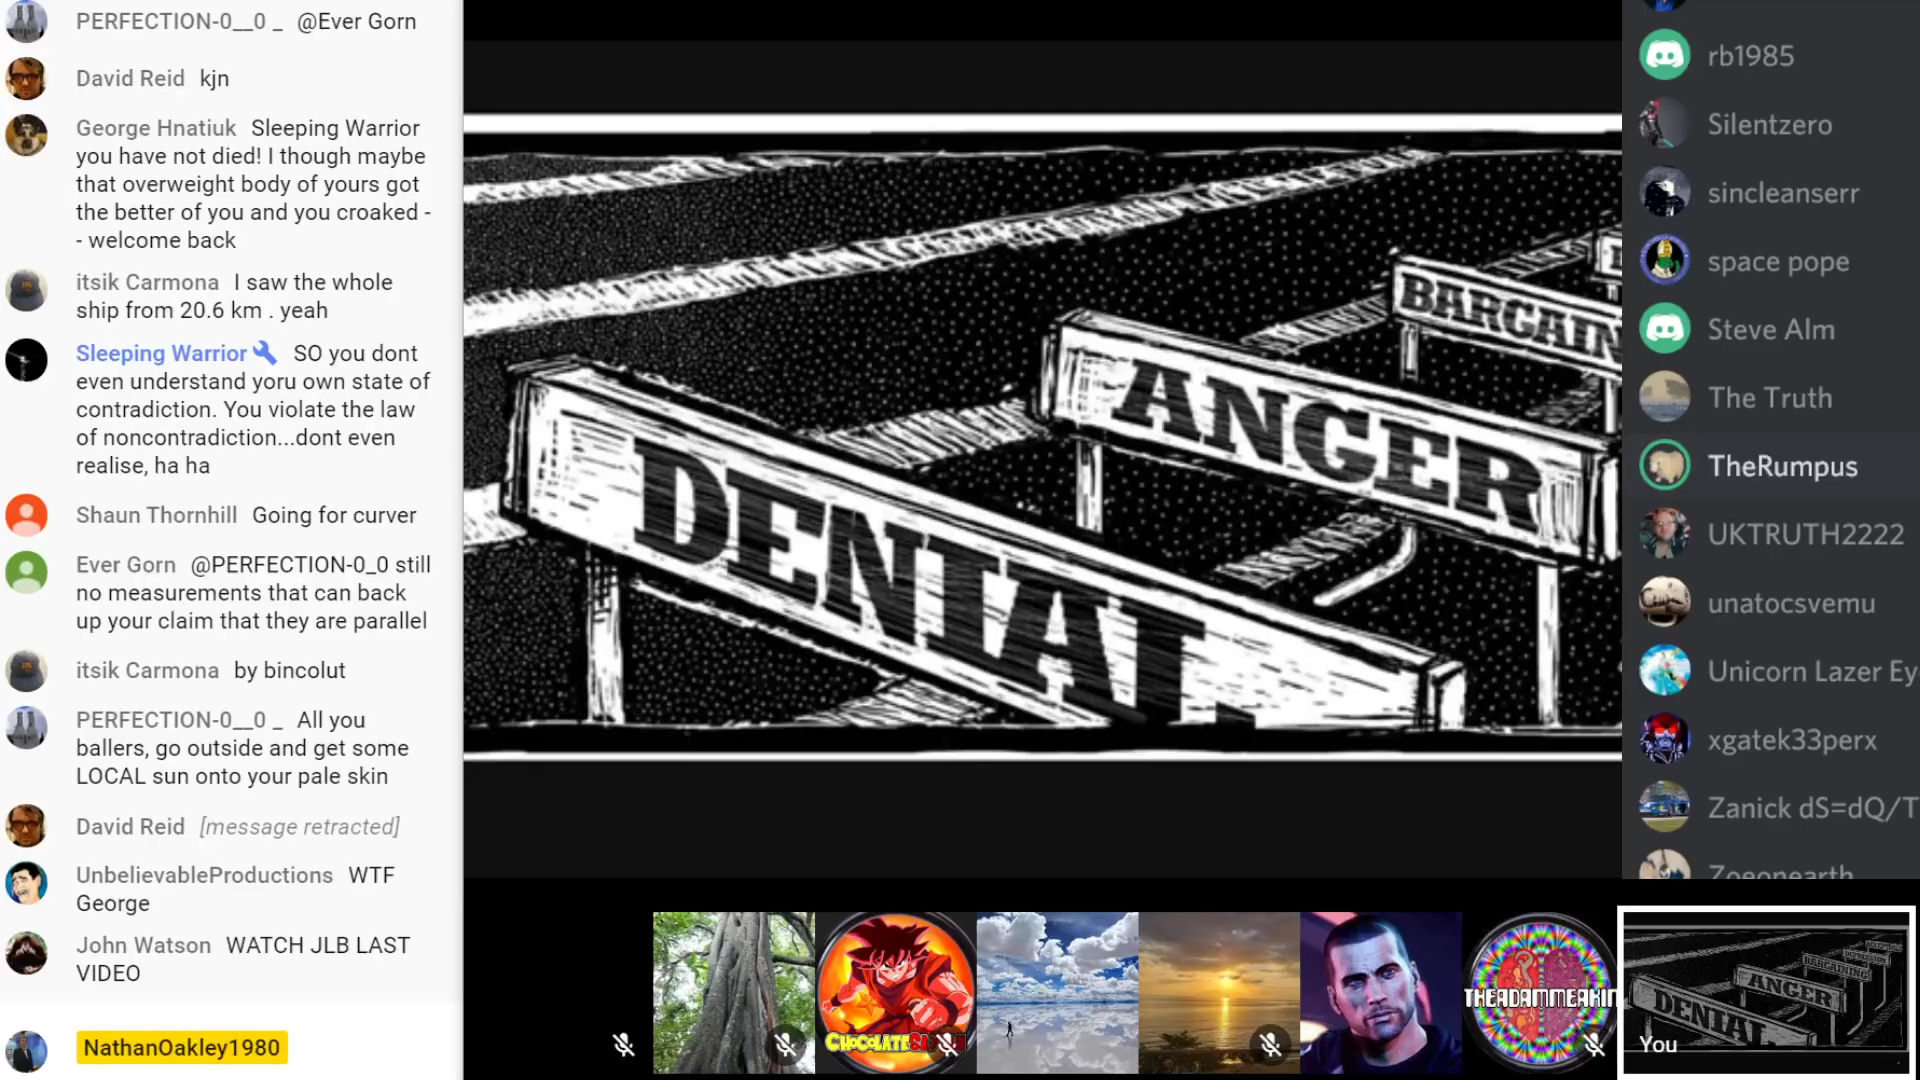 PERFECTION-0__0 _ @Ever Gorn
David Reid kjn
George Hnatiuk Sleeping Warrior
you have not died! I though maybe
that overweight body of yours got
the better of you and you croaked -
- welcome back
itsik Carmona I saw the whole
ship from 20.6 km . yeah
Sleeping Warrior SO you dont
even understand yoru own state of
contradiction. You violate the law
of noncontradiction...dont even
realise, ha ha
Shaun Thornhill Going for curver
Ever Gorn @PERFECTION-0_0 still
no measurements that can back
up your claim that they are parallel
itsik Carmona by bincolut
PERFECTION-0__0 _ All you
ballers, go outside and get some
LOCAL sun onto your pale skin
David Reid [message retracted]
UnbelievableProductions WTF
George
John Watson WATCH JLB LAST
VIDEO
NathanOakley1980
DENIAL
ANGER
BARGAIN
rb1985
Silentzero
sincleanserr
space pope
Steve Alm
The Truth
TheRumpus
UKTRUTH2222
unatocsvemu
Unicorn Lazer Ey
xgatek33perx
Zanick dS=dQ/T
Zoeonearth
THEADAMMEAKIN
DENIAL
ANGER
BARGAINING
You